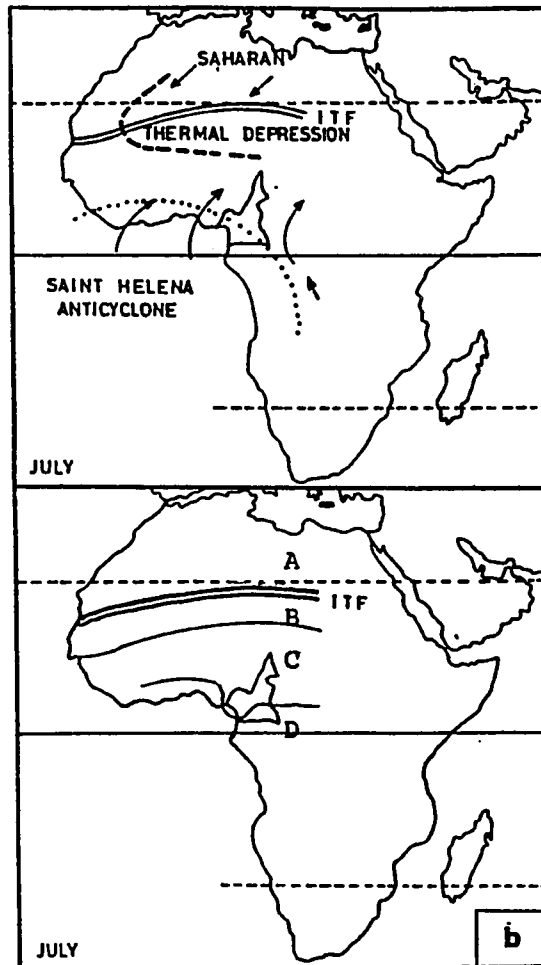 SAHARAN
ITF
THERMAL DEPRESSION
SAINT HELENA
ANTICYCLONE
JULY
A
ITF
B
C
D
JULY
b